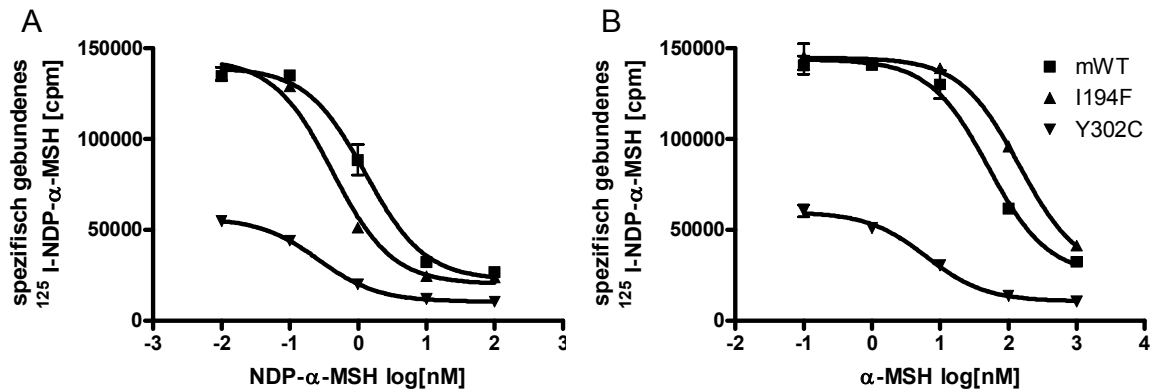 A
spezifisch gebundenes
¹²⁵ I-NDP-α-MSH [cpm]
150000
100000
50000
0
-3 -2 -1 0 1 2 3
NDP-α-MSH log[nM]
B
spezifisch gebundenes
¹²⁵ I-NDP-α-MSH [cpm]
150000
100000
50000
0
-2 -1 0 1 2 3 4
α-MSH log[nM]
mWT
I194F
Y302C